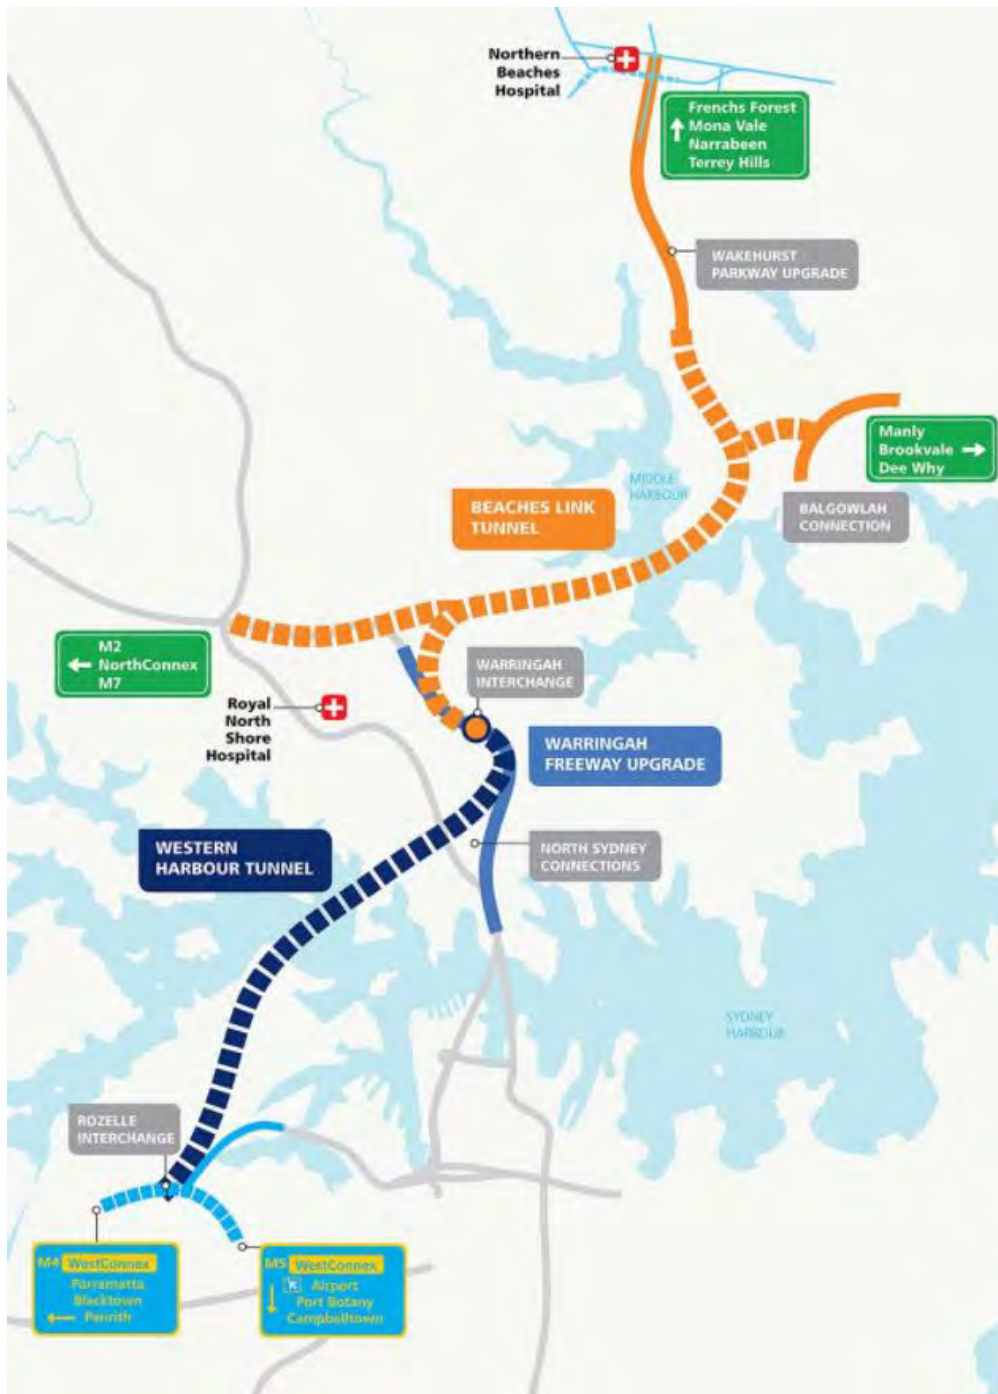 Northern
Beaches
Hospital
Frenchs Forest
Mona Vale
Narrabeen
Terrey Hills
WAKEHURST
PARKWAY UPGRADE
Manly
Brookvale
Dee Why
MIDDLE
HARBOUR
BEACHES LINK
TUNNEL
BALGOWLAH
CONNECTION
M2
NorthConnex
M7
WARRINGAH
INTERCHANGE
Royal
North
Shore
Hospital
WARRINGAH
FREEWAY UPGRADE
WESTERN
HARBOUR TUNNEL
NORTH SYDNEY
CONNECTIONS
SYDNEY
HARBOUR
ROZELLE
INTERCHANGE
M4 WestConnex
Parramatta
Blacktown
Penrith
M5 WestConnex
Airport
Port Botany
Campbelltown